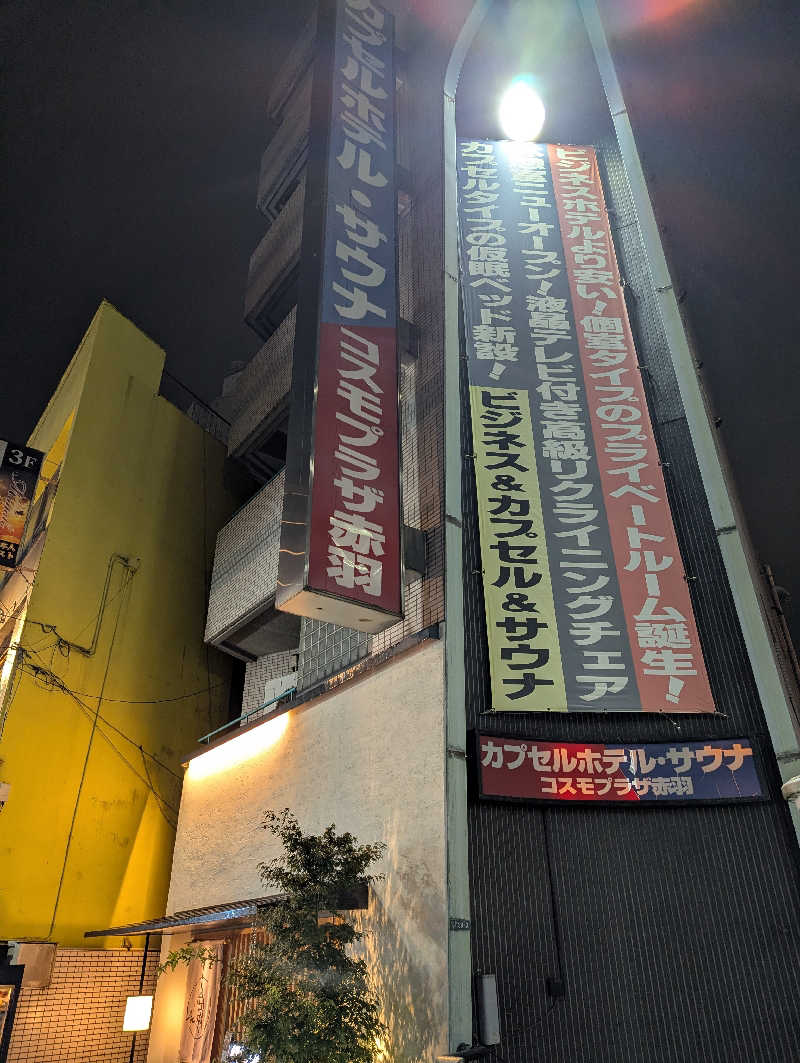 カプセルホテル・サウナ
コスモプラザ赤羽
ビジネスホテルより安い!個室タイプのプライベートルーム誕生!
ニューオープン!液晶テレビ付き高級リクライニングチェア
カプセルタイプの仮眠ベッド新設!
ビジネス&カプセル&サウナ
カプセルホテル・サウナ
コスモプラザ赤羽
3F